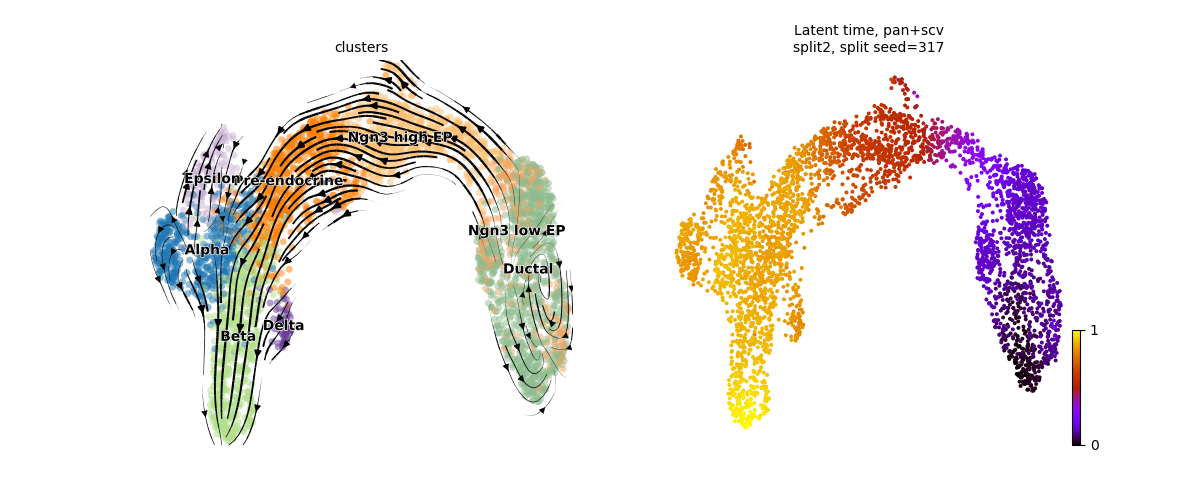 clusters
Ngn3 high EP
Epsilon
Pre-endocrine
Ngn3 low EP
Alpha
Ductal
Delta
Beta
Latent time, pan+scv
split2, split seed=317
1
0